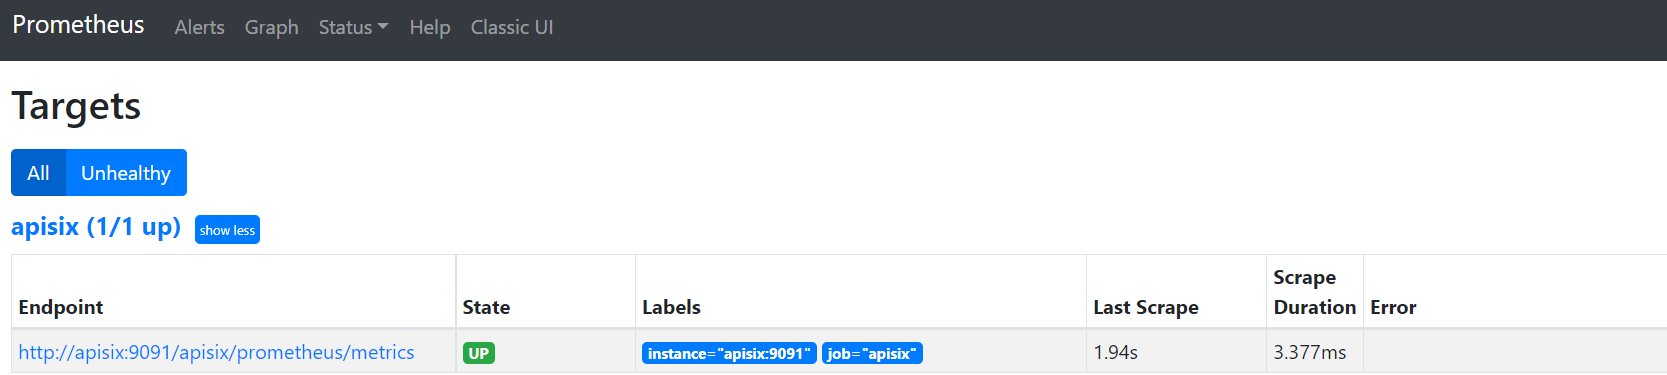 Prometheus Alerts Graph Status Help Classic UI
Targets
All Unhealthy
apisix (1/1 up) show less
Endpoint State Labels Last Scrape Scrape Duration Error
http://apisix:9091/apisix/prometheus/metrics UP instance="apisix:9091" job="apisix" 1.94s 3.377ms